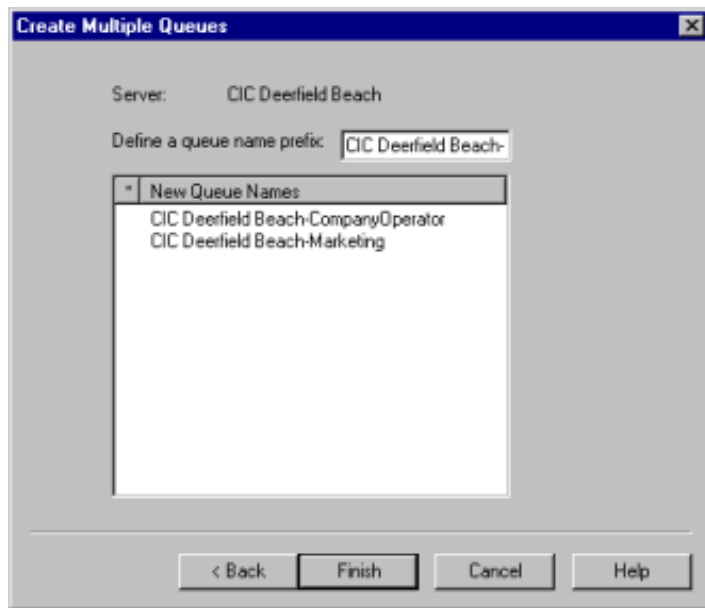 Create Multiple Queues
Server: CIC Deerfield Beach
Define a queue name prefix: CIC Deerfield Beach-
* New Queue Names
CIC Deerfield Beach-CompanyOperator
CIC Deerfield Beach-Marketing
< Back Finish Cancel Help